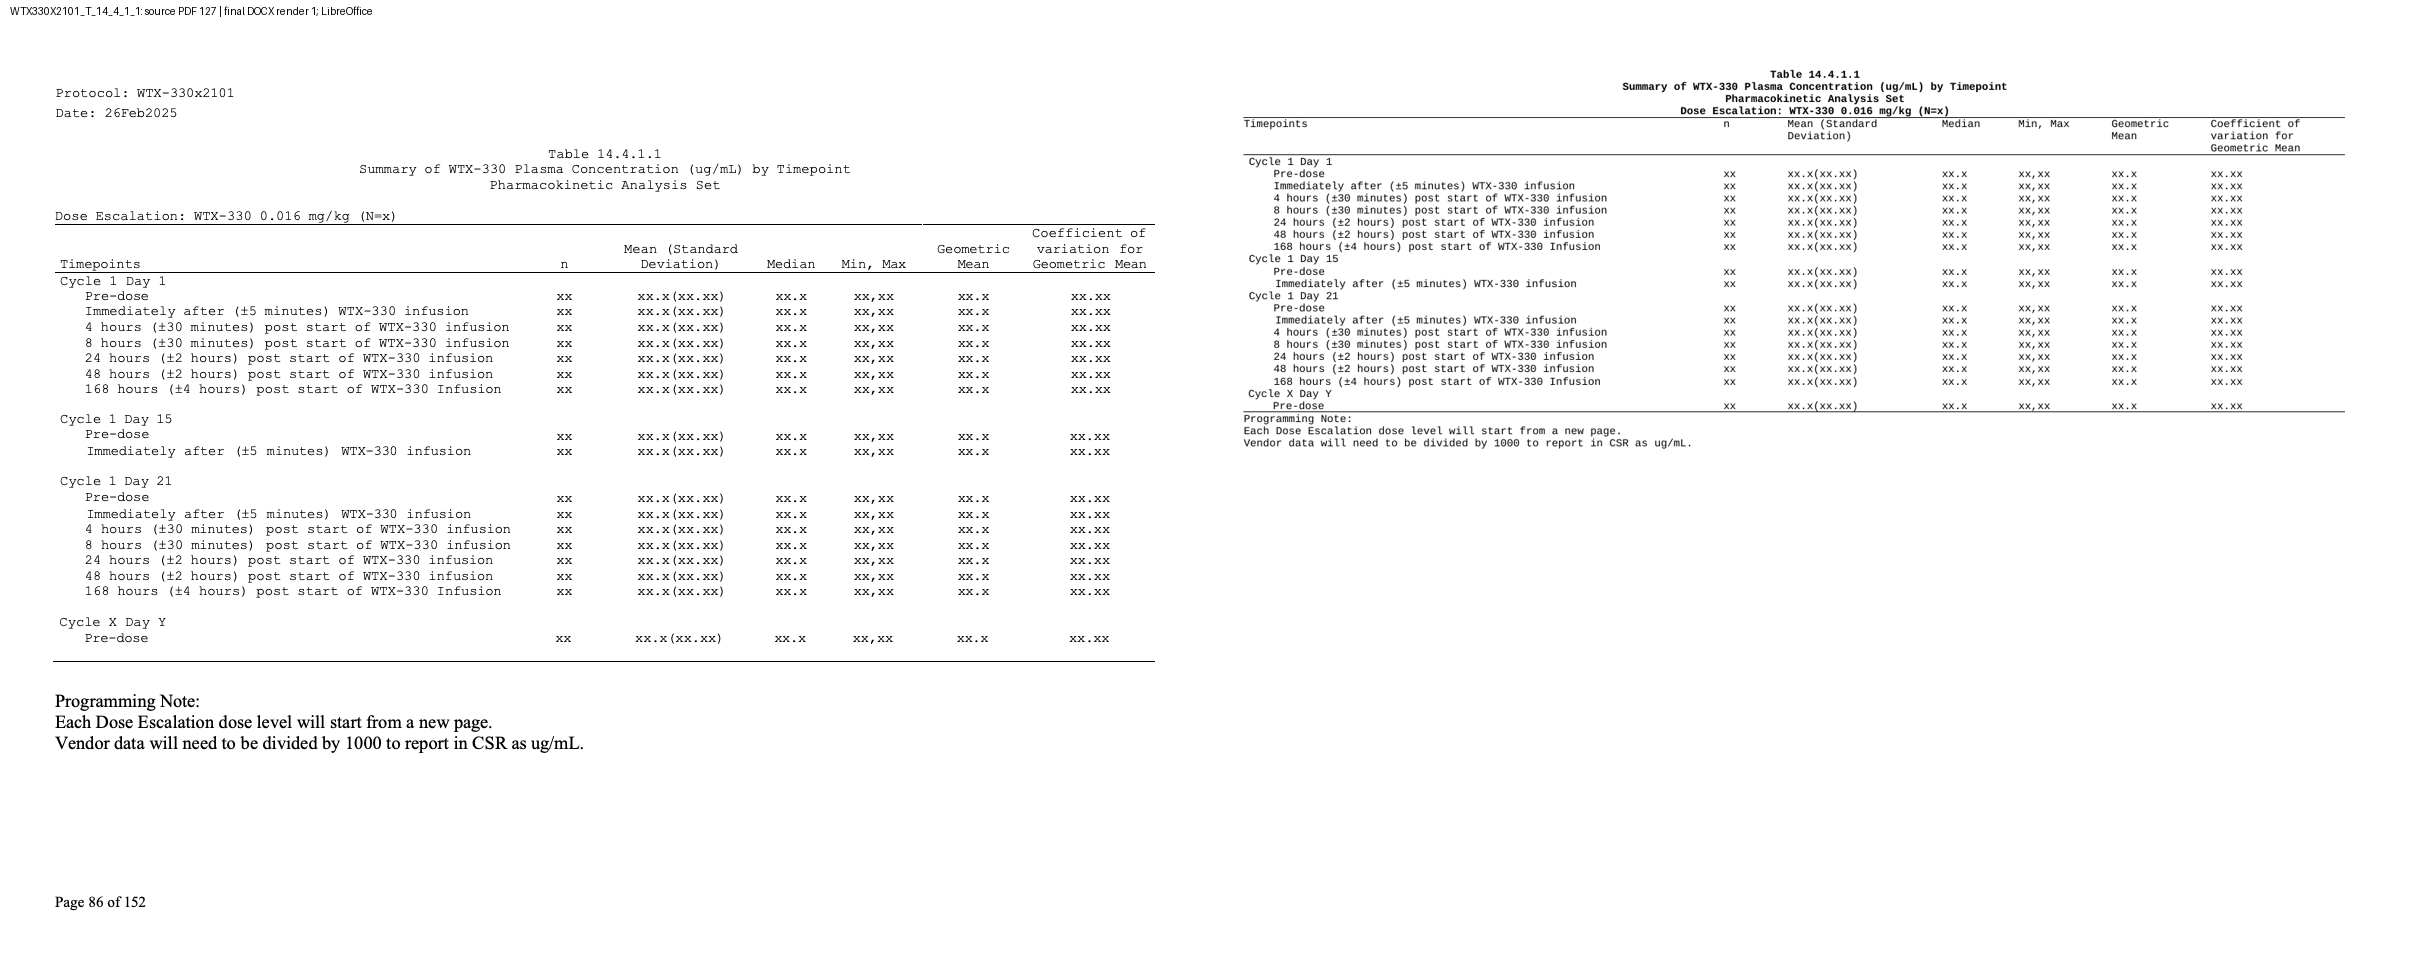 WTX330X2101_T_14_4_1_1: source PDF 127 | final DOCX render 1; LibreOffice
Protocol: WTX-330x2101
Date: 26Feb2025
Table 14.4.1.1
Summary of WTX-330 Plasma Concentration (ug/mL) by Timepoint
Pharmacokinetic Analysis Set
Dose Escalation: WTX-330 0.016 mg/kg (N=x)
Coefficient of
Mean (Standard Geometric variation for
Timepoints n Deviation) Median Min, Max Mean Geometric Mean
Cycle 1 Day 1
Pre-dose xx xx.x(xx.xx) xx.x xx,xx xx.x xx.xx
Immediately after (±5 minutes) WTX-330 infusion xx xx.x(xx.xx) xx.x xx,xx xx.x xx.xx
4 hours (±30 minutes) post start of WTX-330 infusion xx xx.x(xx.xx) xx.x xx,xx xx.x xx.xx
8 hours (±30 minutes) post start of WTX-330 infusion xx xx.x(xx.xx) xx.x xx,xx xx.x xx.xx
24 hours (±2 hours) post start of WTX-330 infusion xx xx.x(xx.xx) xx.x xx,xx xx.x xx.xx
48 hours (±2 hours) post start of WTX-330 infusion xx xx.x(xx.xx) xx.x xx,xx xx.x xx.xx
168 hours (±4 hours) post start of WTX-330 Infusion xx xx.x(xx.xx) xx.x xx,xx xx.x xx.xx
Cycle 1 Day 15
Pre-dose xx xx.x(xx.xx) xx.x xx,xx xx.x xx.xx
Immediately after (±5 minutes) WTX-330 infusion xx xx.x(xx.xx) xx.x xx,xx xx.x xx.xx
Cycle 1 Day 21
Pre-dose xx xx.x(xx.xx) xx.x xx,xx xx.x xx.xx
Immediately after (±5 minutes) WTX-330 infusion xx xx.x(xx.xx) xx.x xx,xx xx.x xx.xx
4 hours (±30 minutes) post start of WTX-330 infusion xx xx.x(xx.xx) xx.x xx,xx xx.x xx.xx
8 hours (±30 minutes) post start of WTX-330 infusion xx xx.x(xx.xx) xx.x xx,xx xx.x xx.xx
24 hours (±2 hours) post start of WTX-330 infusion xx xx.x(xx.xx) xx.x xx,xx xx.x xx.xx
48 hours (±2 hours) post start of WTX-330 infusion xx xx.x(xx.xx) xx.x xx,xx xx.x xx.xx
168 hours (±4 hours) post start of WTX-330 Infusion xx xx.x(xx.xx) xx.x xx,xx xx.x xx.xx
Cycle X Day Y
Pre-dose xx xx.x(xx.xx) xx.x xx,xx xx.x xx.xx
Programming Note:
Each Dose Escalation dose level will start from a new page.
Vendor data will need to be divided by 1000 to report in CSR as ug/mL.
Page 86 of 152
Table 14.4.1.1
Summary of WTX-330 Plasma Concentration (ug/mL) by Timepoint
Pharmacokinetic Analysis Set
Dose Escalation: WTX-330 0.016 mg/kg (N=x)
Timepoints n Mean (Standard Median Min, Max Geometric Coefficient of
Deviation) Mean variation for
Geometric Mean
Cycle 1 Day 1
Pre-dose xx xx.x(xx.xx) xx.x xx,xx xx.x xx.xx
Immediately after (±5 minutes) WTX-330 infusion xx xx.x(xx.xx) xx.x xx,xx xx.x xx.xx
4 hours (±30 minutes) post start of WTX-330 infusion xx xx.x(xx.xx) xx.x xx,xx xx.x xx.xx
8 hours (±30 minutes) post start of WTX-330 infusion xx xx.x(xx.xx) xx.x xx,xx xx.x xx.xx
24 hours (±2 hours) post start of WTX-330 infusion xx xx.x(xx.xx) xx.x xx,xx xx.x xx.xx
48 hours (±2 hours) post start of WTX-330 infusion xx xx.x(xx.xx) xx.x xx,xx xx.x xx.xx
168 hours (±4 hours) post start of WTX-330 Infusion xx xx.x(xx.xx) xx.x xx,xx xx.x xx.xx
Cycle 1 Day 15
Pre-dose xx xx.x(xx.xx) xx.x xx,xx xx.x xx.xx
Immediately after (±5 minutes) WTX-330 infusion xx xx.x(xx.xx) xx.x xx,xx xx.x xx.xx
Cycle 1 Day 21
Pre-dose xx xx.x(xx.xx) xx.x xx,xx xx.x xx.xx
Immediately after (±5 minutes) WTX-330 infusion xx xx.x(xx.xx) xx.x xx,xx xx.x xx.xx
4 hours (±30 minutes) post start of WTX-330 infusion xx xx.x(xx.xx) xx.x xx,xx xx.x xx.xx
8 hours (±30 minutes) post start of WTX-330 infusion xx xx.x(xx.xx) xx.x xx,xx xx.x xx.xx
24 hours (±2 hours) post start of WTX-330 infusion xx xx.x(xx.xx) xx.x xx,xx xx.x xx.xx
48 hours (±2 hours) post start of WTX-330 infusion xx xx.x(xx.xx) xx.x xx,xx xx.x xx.xx
168 hours (±4 hours) post start of WTX-330 Infusion xx xx.x(xx.xx) xx.x xx,xx xx.x xx.xx
Cycle X Day Y
Pre-dose xx xx.x(xx.xx) xx.x xx,xx xx.x xx.xx
Programming Note:
Each Dose Escalation dose level will start from a new page.
Vendor data will need to be divided by 1000 to report in CSR as ug/mL.